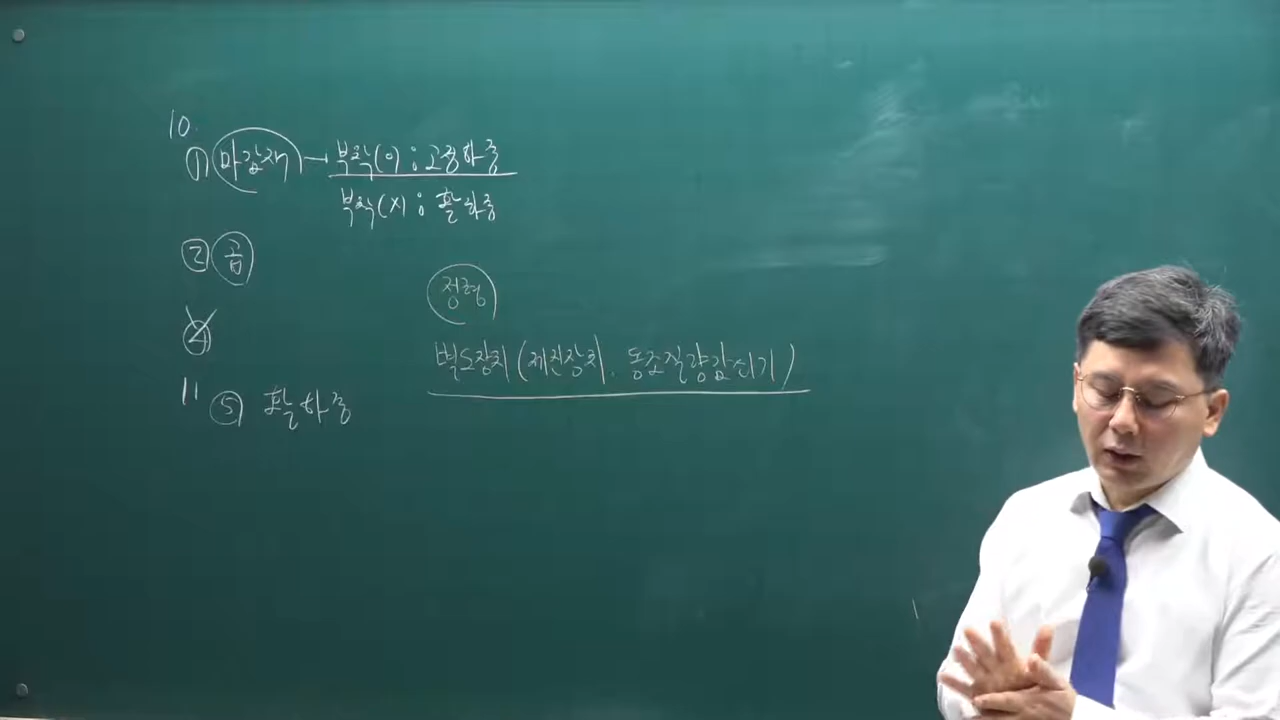 10.
① 마감재 → 부착(o) : 고정하중
부착(x) : 활하중
② 곱
④
정형
별도장치(제진장치, 동조질량감쇠기)
11 ⑤ 활하중